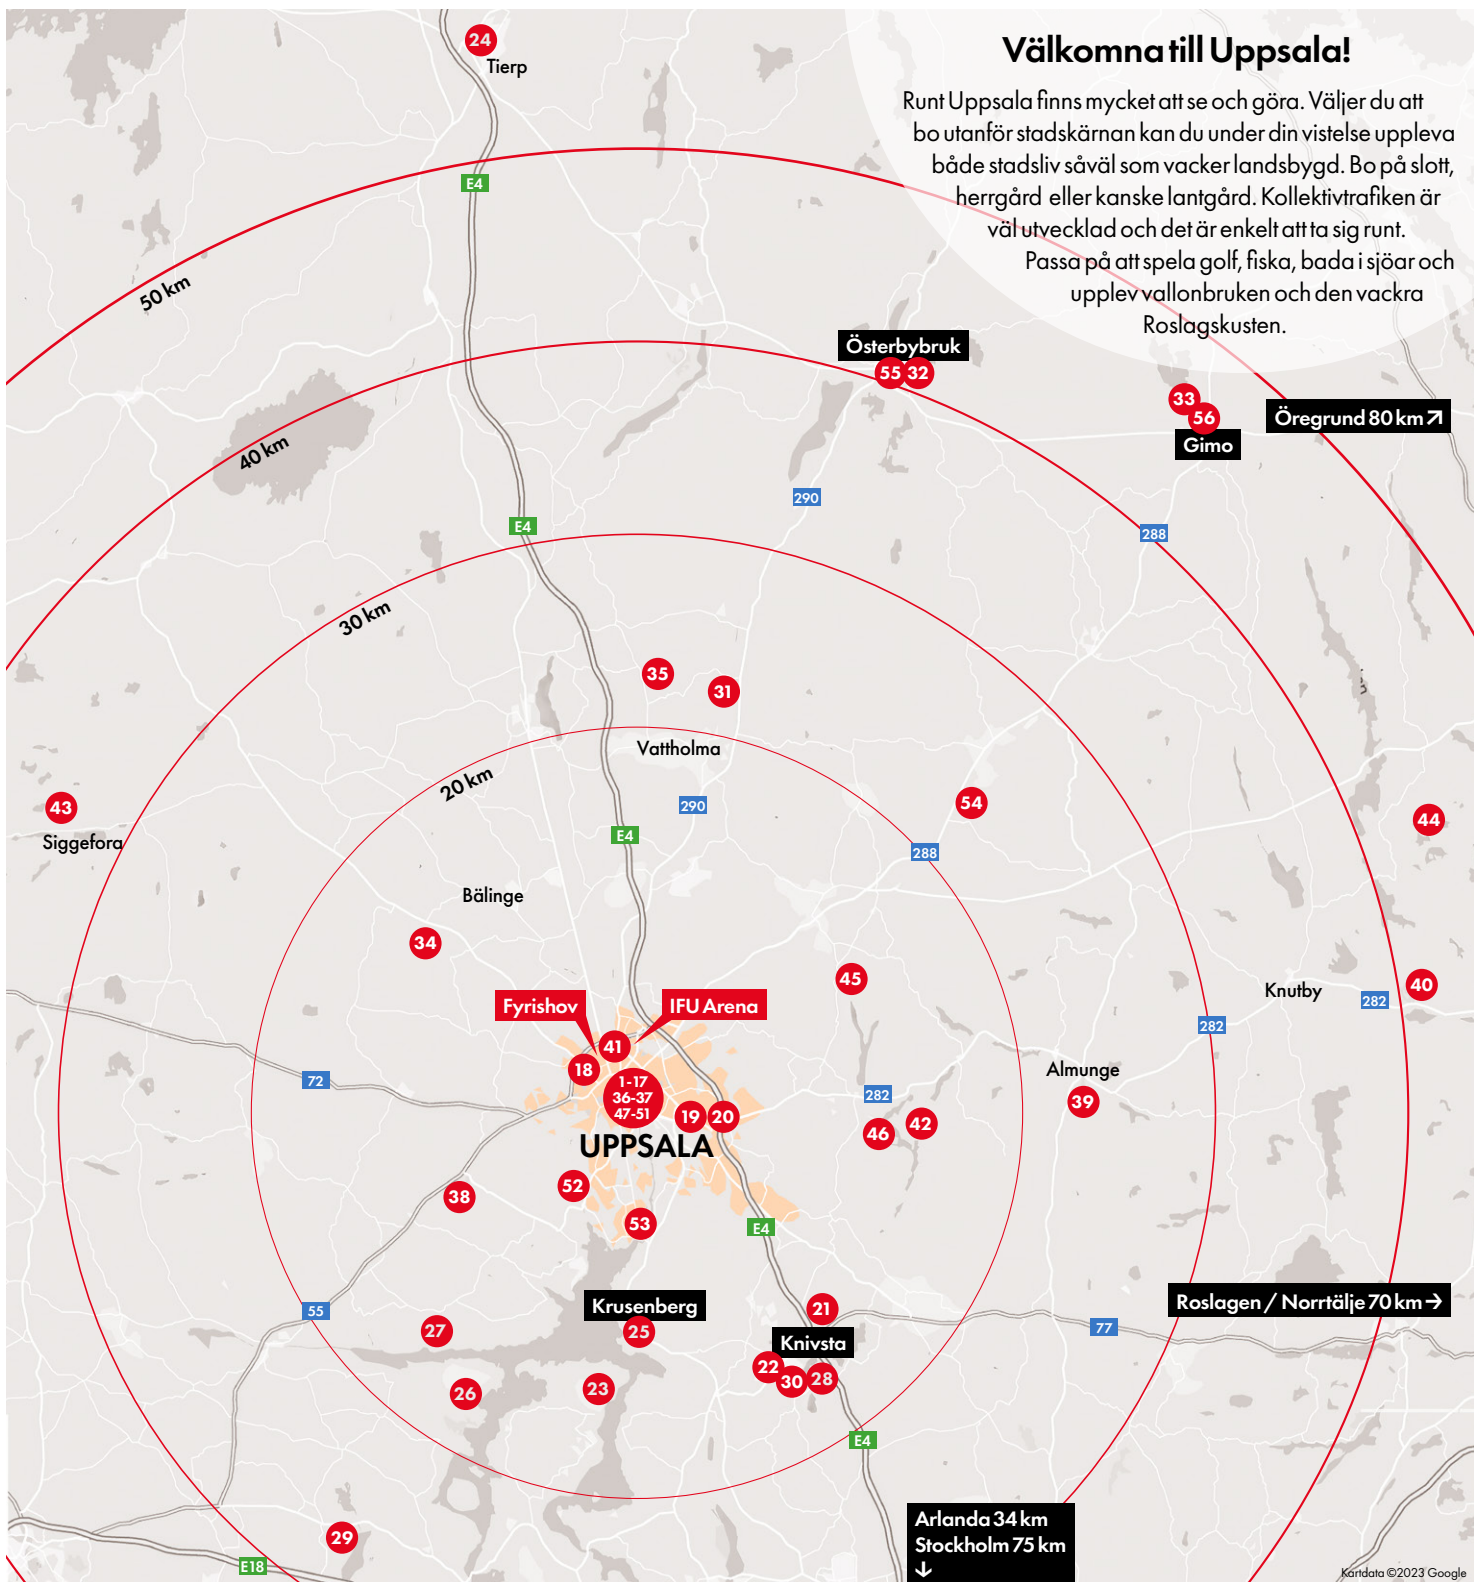 Välkomna till Uppsala!
Runt Uppsala finns mycket att se och göra. Väljer du att
bo utanför stadskärnan kan du under din vistelse uppleva
både stadsliv såväl som vacker landsbygd. Bo på slott,
herrgård eller kanske lantgård. Kollektivtrafiken är
väl utvecklad och det är enkelt att ta sig runt.
Passa på att spela golf, fiska, bada i sjöar och
upplev vallonbruken och den vackra
Roslagskusten.
24
Tierp
E4
50 km
Österbybruk
55
32
33
56
Gimo
Öregrund 80 km ↗
40 km
290
E4
288
30 km
35
31
Vattholma
20 km
290
54
43
Siggefora
E4
44
288
Bälinge
34
45
Knutby
40
282
Fyrishov
IFU Arena
282
41
18
72
1-17
36-37
47-51
Almunge
39
282
19
20
46
42
UPPSALA
52
38
53
E4
Krusenberg
25
21
Knivsta
55
27
77
Roslagen / Norrtälje 70 km →
22
30
28
26
23
E4
Arlanda 34 km
Stockholm 75 km
↓
29
E18
Kartdata ©2023 Google